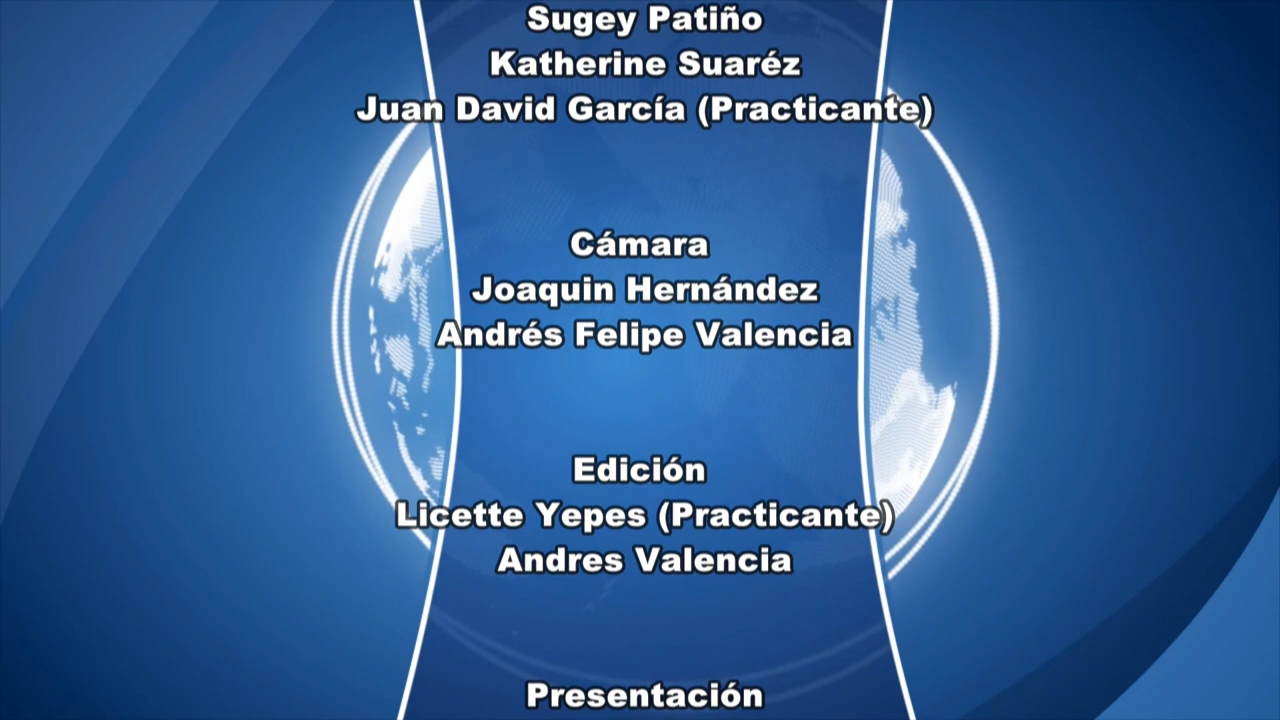 Sugey Patiño
Katherine Suaréz
Juan David García (Practicante)
Cámara
Joaquin Hernández
Andrés Felipe Valencia
Edición
Licette Yepes (Practicante)
Andres Valencia
Presentación